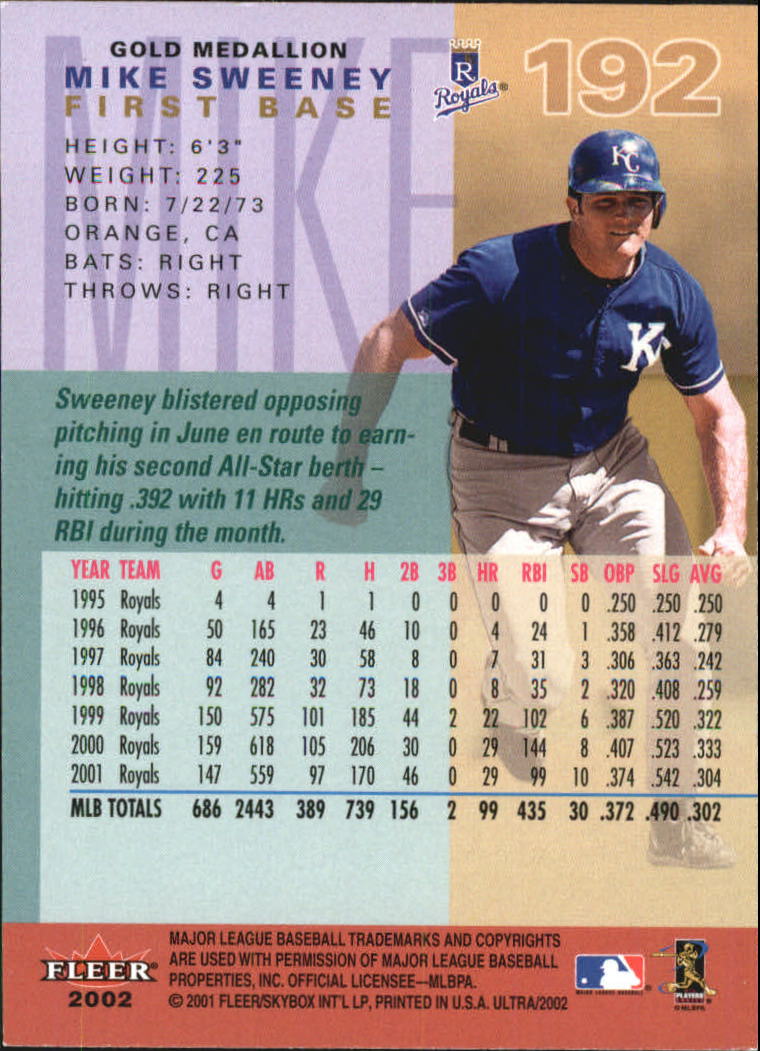 MIKE
GOLD MEDALLION
MIKE SWEENEY
FIRST BASE
R
Royals®
192
HEIGHT: 6'3"
WEIGHT: 225
BORN: 7/22/73
ORANGE, CA
BATS: RIGHT
THROWS: RIGHT
KC
KC
Sweeney blistered opposing
pitching in June en route to earn-
ing his second All-Star berth –
hitting .392 with 11 HRs and 29
RBI during the month.
YEAR TEAM G AB R H 2B 3B HR RBI SB OBP SLG AVG
1995 Royals 4 4 1 1 0 0 0 0 0 .250 .250 .250
1996 Royals 50 165 23 46 10 0 4 24 1 .358 .412 .279
1997 Royals 84 240 30 58 8 0 7 31 3 .306 .363 .242
1998 Royals 92 282 32 73 18 0 8 35 2 .320 .408 .259
1999 Royals 150 575 101 185 44 2 22 102 6 .387 .520 .322
2000 Royals 159 618 105 206 30 0 29 144 8 .407 .523 .333
2001 Royals 147 559 97 170 46 0 29 99 10 .374 .542 .304
MLB TOTALS 686 2443 389 739 156 2 99 435 30 .372 .490 .302
FLEER®
2002
MAJOR LEAGUE BASEBALL TRADEMARKS AND COPYRIGHTS
ARE USED WITH PERMISSION OF MAJOR LEAGUE BASEBALL
PROPERTIES, INC. OFFICIAL LICENSEE—MLBPA.
© 2001 FLEER/SKYBOX INT'L LP, PRINTED IN U.S.A. ULTRA/2002
MAJOR LEAGUE BASEBALL®
PLAYERS
© MLBPA